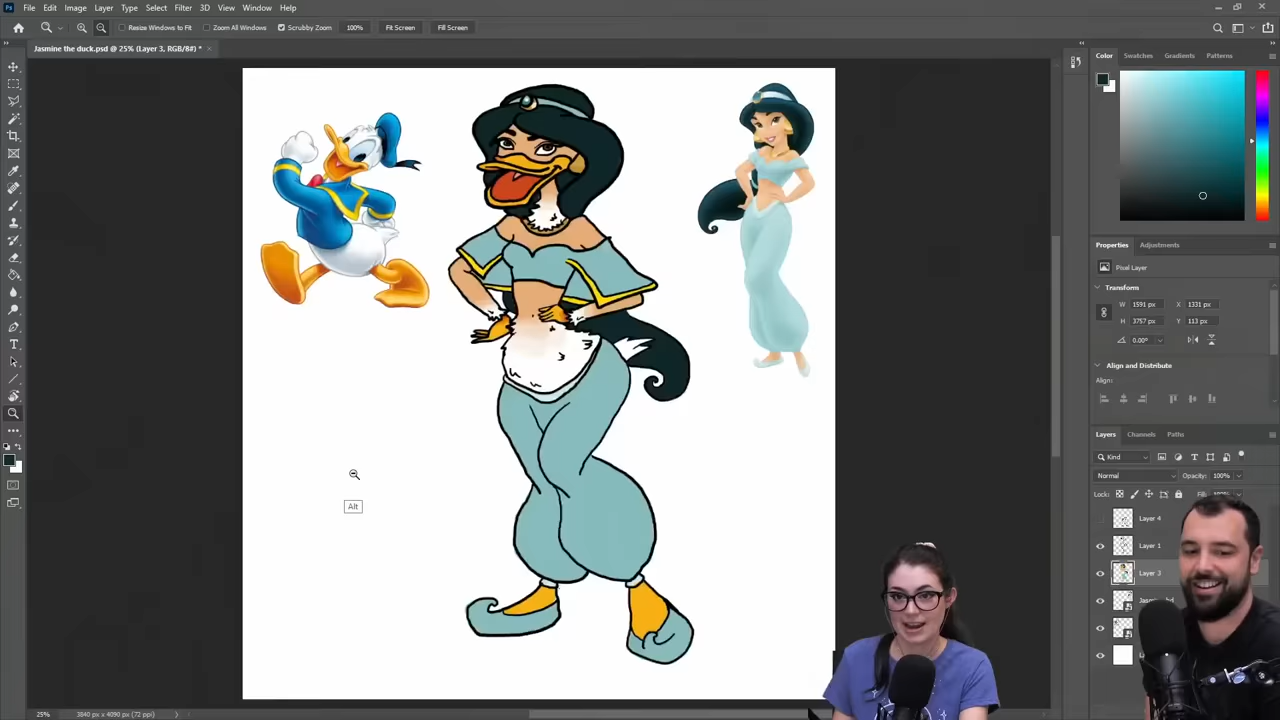 Ps File Edit Image Layer Type Select Filter 3D View Window Help
Resize Windows to Fit Zoom All Windows Scrubby Zoom 100% Fit Screen Fill Screen
Jasmine the duck.psd @ 25% (Layer 3, RGB/8#) *
Color Swatches Gradients Patterns
Properties Adjustments
Pixel Layer
Transform
W 1591 px X 1331 px
H 3757 px Y 113 px
0.00°
Align and Distribute
Align:
Layers Channels Paths
Kind
Normal Opacity: 100%
Lock: Fill: 100%
Layer 4
Layer 1
Layer 3
Alt
25% 3840 px x 4090 px (72 ppi)